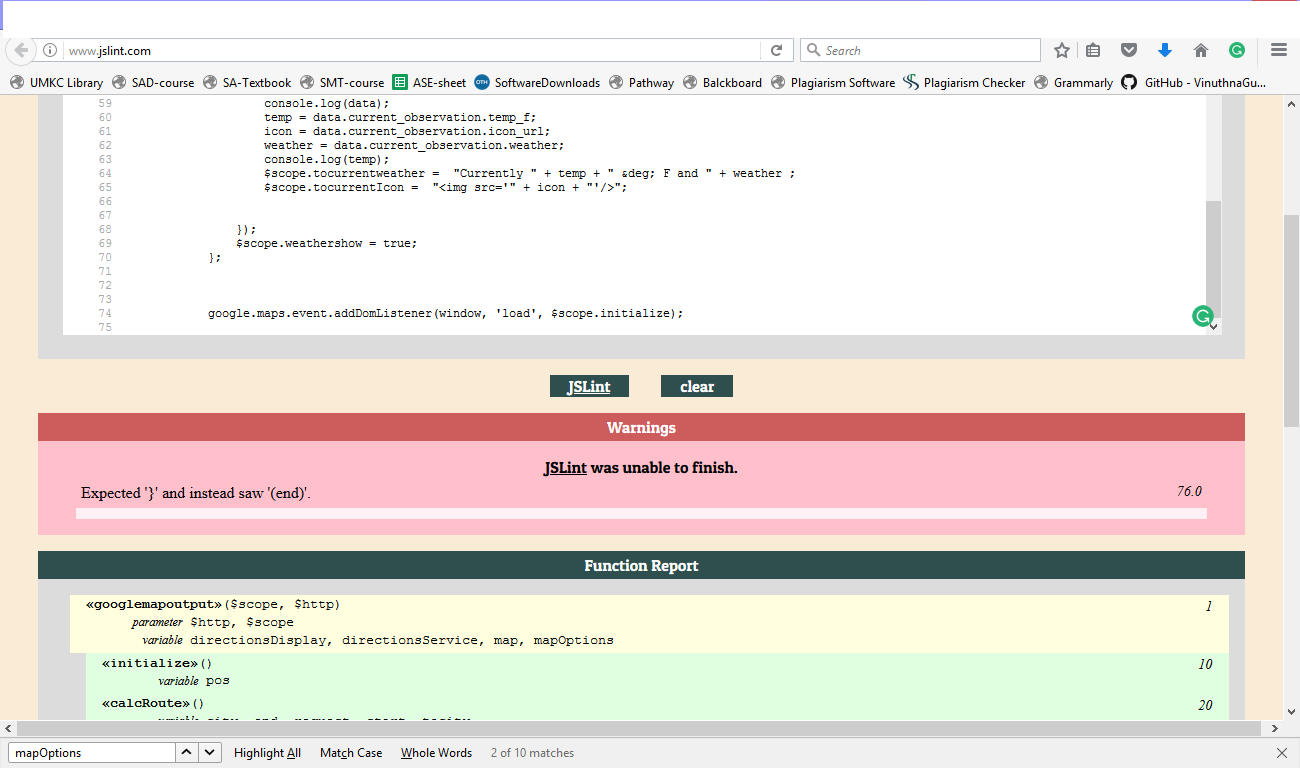 www.jslint.com
Search
UMKC Library SAD-course SA-Textbook SMT-course ASE-sheet OTN SoftwareDownloads Pathway Balckboard Plagiarism Software Plagiarism Checker Grammarly GitHub - VinuthnaGu...
59 console.log(data);
60 temp = data.current_observation.temp_f;
61 icon = data.current_observation.icon_url;
62 weather = data.current_observation.weather;
63 console.log(temp);
64 $scope.tocurrentweather =  "Currently " + temp + " &deg; F and " + weather ;
65 $scope.tocurrentIcon =  "<img src='" + icon + "'/>";
66
67
68 });
69 $scope.weathershow = true;
70 };
71
72
73
74 google.maps.event.addDomListener(window, 'load', $scope.initialize);
75
JSLint clear
Warnings
JSLint was unable to finish.
Expected '}' and instead saw '(end)'. 76.0
Function Report
«googlemapoutput»($scope, $http) 1
parameter $http, $scope
variable directionsDisplay, directionsService, map, mapOptions
«initialize»() 10
variable pos
«calcRoute»() 20
mapOptions Highlight All Match Case Whole Words 2 of 10 matches